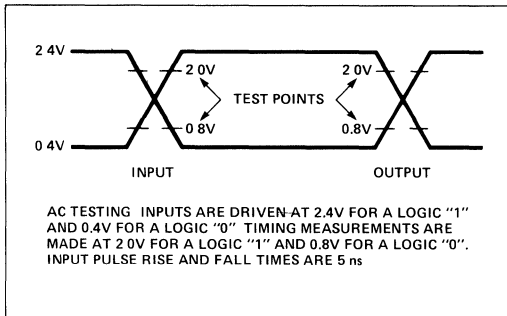 2 4V
2 0V
2 0V
TEST POINTS
0 8V
0.8V
0 4V
INPUT
OUTPUT
AC TESTING INPUTS ARE DRIVEN AT 2.4V FOR A LOGIC "1"
AND 0.4V FOR A LOGIC "0" TIMING MEASUREMENTS ARE
MADE AT 2 0V FOR A LOGIC "1" AND 0.8V FOR A LOGIC "0".
INPUT PULSE RISE AND FALL TIMES ARE 5 ns